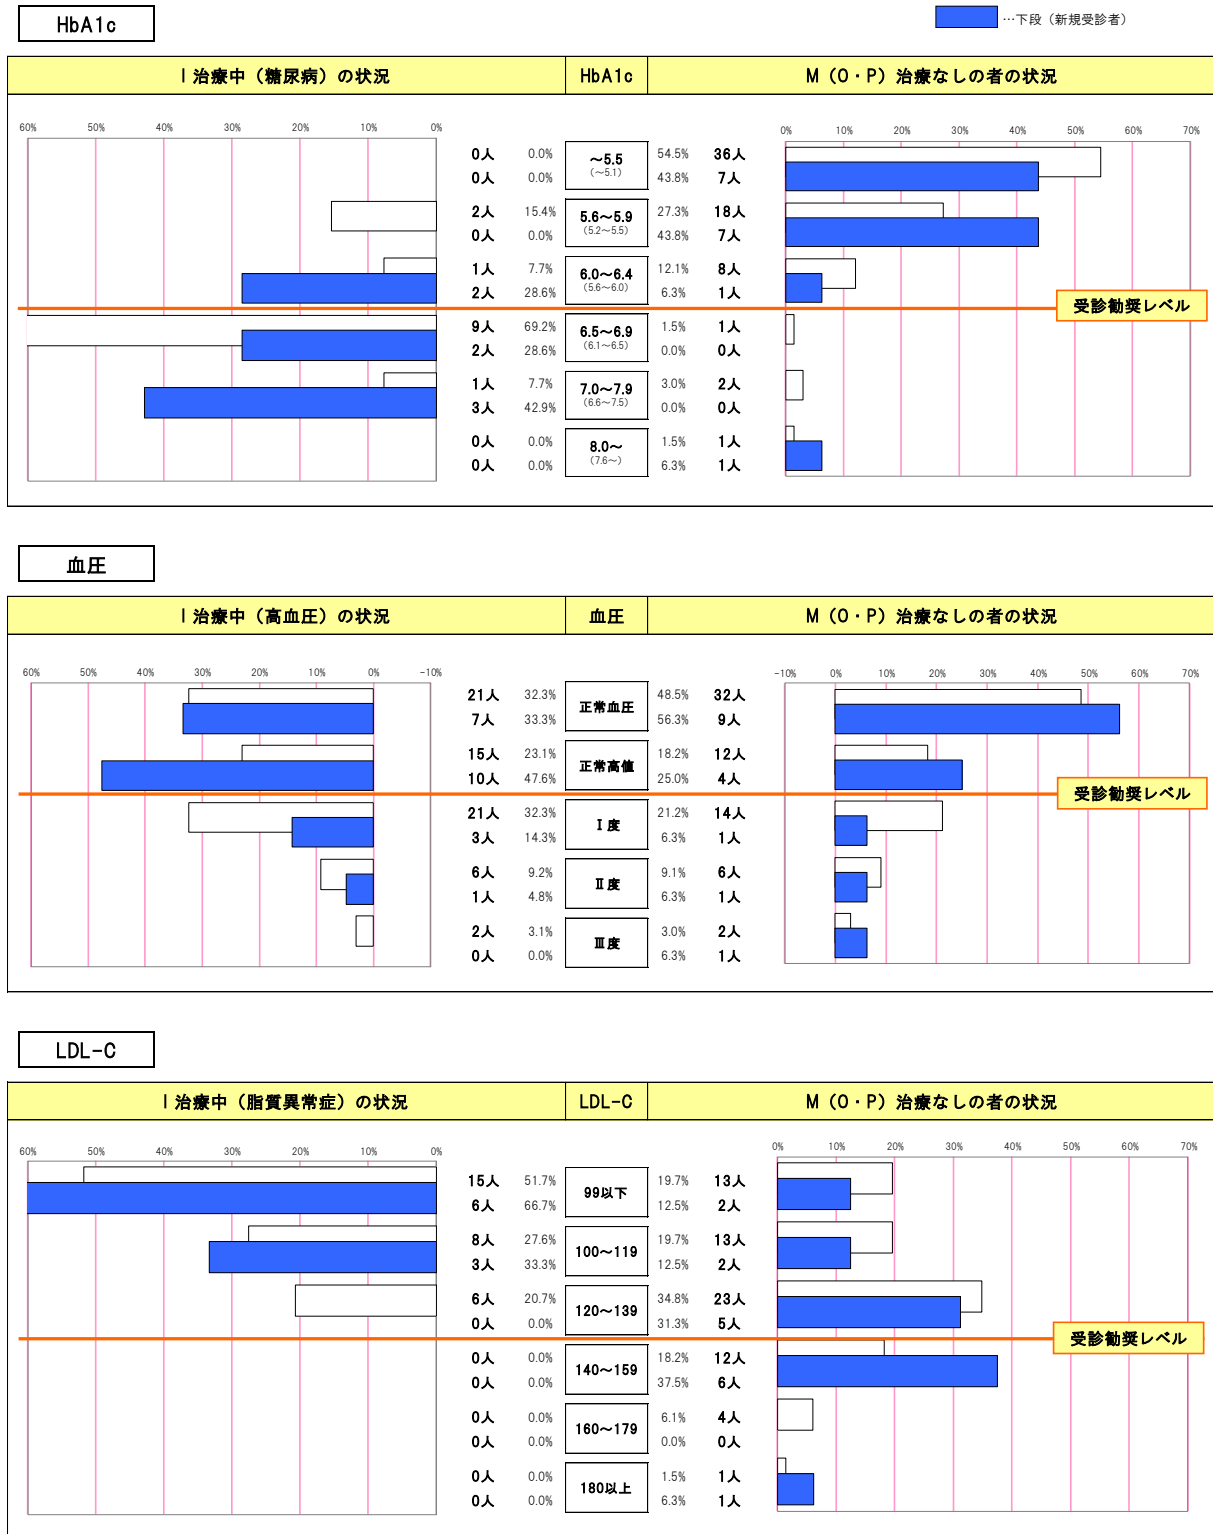 HbA1c
…下段（新規受診者）
Ⅰ治療中（糖尿病）の状況 HbA1c M（O・P）治療なしの者の状況
60% 50% 40% 30% 20% 10% 0% 0% 10% 20% 30% 40% 50% 60% 70%
0人 0.0% ～5.5 54.5% 36人
0人 0.0% （～5.1） 43.8% 7人
2人 15.4% 5.6～5.9 27.3% 18人
0人 0.0% （5.2～5.5） 43.8% 7人
1人 7.7% 6.0～6.4 12.1% 8人
2人 28.6% （5.6～6.0） 6.3% 1人
受診勧奨レベル
9人 69.2% 6.5～6.9 1.5% 1人
2人 28.6% （6.1～6.5） 0.0% 0人
1人 7.7% 7.0～7.9 3.0% 2人
3人 42.9% （6.6～7.5） 0.0% 0人
0人 0.0% 8.0～ 1.5% 1人
0人 0.0% （7.6～） 6.3% 1人
血圧
Ⅰ治療中（高血圧）の状況 血圧 M（O・P）治療なしの者の状況
60% 50% 40% 30% 20% 10% 0% -10% -10% 0% 10% 20% 30% 40% 50% 60% 70%
21人 32.3% 正常血圧 48.5% 32人
7人 33.3% 56.3% 9人
15人 23.1% 正常高値 18.2% 12人
10人 47.6% 25.0% 4人
受診勧奨レベル
21人 32.3% Ⅰ度 21.2% 14人
3人 14.3% 6.3% 1人
6人 9.2% Ⅱ度 9.1% 6人
1人 4.8% 6.3% 1人
2人 3.1% Ⅲ度 3.0% 2人
0人 0.0% 6.3% 1人
LDL-C
Ⅰ治療中（脂質異常症）の状況 LDL-C M（O・P）治療なしの者の状況
60% 50% 40% 30% 20% 10% 0% 0% 10% 20% 30% 40% 50% 60% 70%
15人 51.7% 99以下 19.7% 13人
6人 66.7% 12.5% 2人
8人 27.6% 100～119 19.7% 13人
3人 33.3% 12.5% 2人
6人 20.7% 120～139 34.8% 23人
0人 0.0% 31.3% 5人
受診勧奨レベル
0人 0.0% 140～159 18.2% 12人
0人 0.0% 37.5% 6人
0人 0.0% 160～179 6.1% 4人
0人 0.0% 0.0% 0人
0人 0.0% 180以上 1.5% 1人
0人 0.0% 6.3% 1人